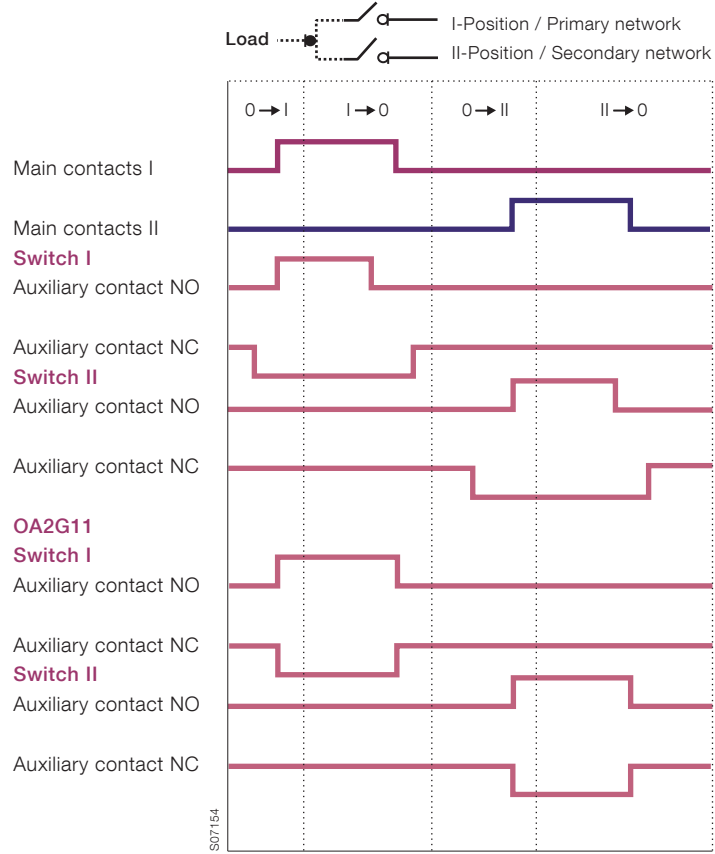 I-Position / Primary network
Load
II-Position / Secondary network
0→I I→0 0→II II→0
Main contacts I
Main contacts II
Switch I
Auxiliary contact NO
Auxiliary contact NC
Switch II
Auxiliary contact NO
Auxiliary contact NC
OA2G11
Switch I
Auxiliary contact NO
Auxiliary contact NC
Switch II
Auxiliary contact NO
Auxiliary contact NC
S07154